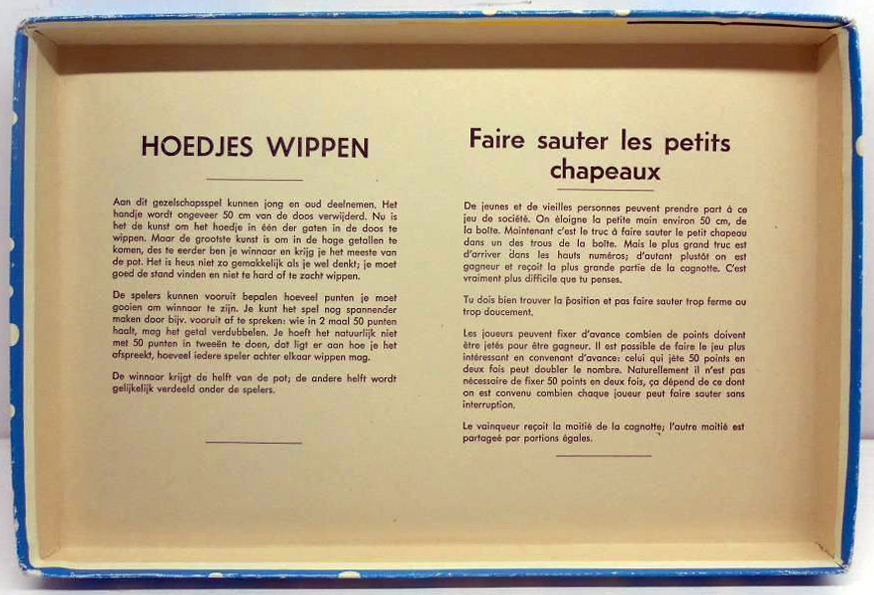 HOEDJES WIPPEN
Aan dit gezelschapsspel kunnen jong en oud deelnemen. Het
handje wordt ongeveer 50 cm van de doos verwijderd. Nu is
het de kunst om het hoedje in één der gaten in de doos te
wippen. Maar de grootste kunst is om in de hoge getallen te
komen, des te eerder ben je winnaar en krijg je het meeste van
de pot. Het is heus niet zo gemakkelijk als je wel denkt; je moet
goed de stand vinden en niet te hard of te zacht wippen.
De spelers kunnen vooruit bepalen hoeveel punten je moet
gooien om winnaar te zijn. Je kunt het spel nog spannender
maken door bijv. vooruit af te spreken: wie in 2 maal 50 punten
haalt, mag het getal verdubbelen. Je hoeft het natuurlijk niet
met 50 punten in tweeën te doen, dat ligt er aan hoe je het
afspreekt, hoeveel iedere speler achter elkaar wippen mag.
De winnaar krijgt de helft van de pot; de andere helft wordt
gelijkelijk verdeeld onder de spelers.
Faire sauter les petits
chapeaux
De jeunes et de vieilles personnes peuvent prendre part à ce
jeu de société. On éloigne la petite main environ 50 cm, de
la boîte. Maintenant c'est le truc à faire sauter le petit chapeau
dans un des trous de la boîte. Mais le plus grand truc est
d'arriver dans les hauts numéros; d'autant plustôt on est
gagneur et reçoit la plus grande partie de la cagnotte. C'est
vraiment plus difficile que tu penses.
Tu dois bien trouver la position et pas faire sauter trop ferme ou
trop doucement.
Les joueurs peuvent fixer d'avance combien de points doivent
être jetés pour être gagneur. Il est possible de faire le jeu plus
intéressant en convenant d'avance: celui qui jète 50 points en
deux fois peut doubler le nombre. Naturellement il n'est pas
nécessaire de fixer 50 points en deux fois, ça dépend de ce dont
on est convenu combien chaque joueur peut faire sauter sans
interruption.
Le vainqueur reçoit la moitié de la cagnotte; l'autre moitié est
partagée par portions égales.